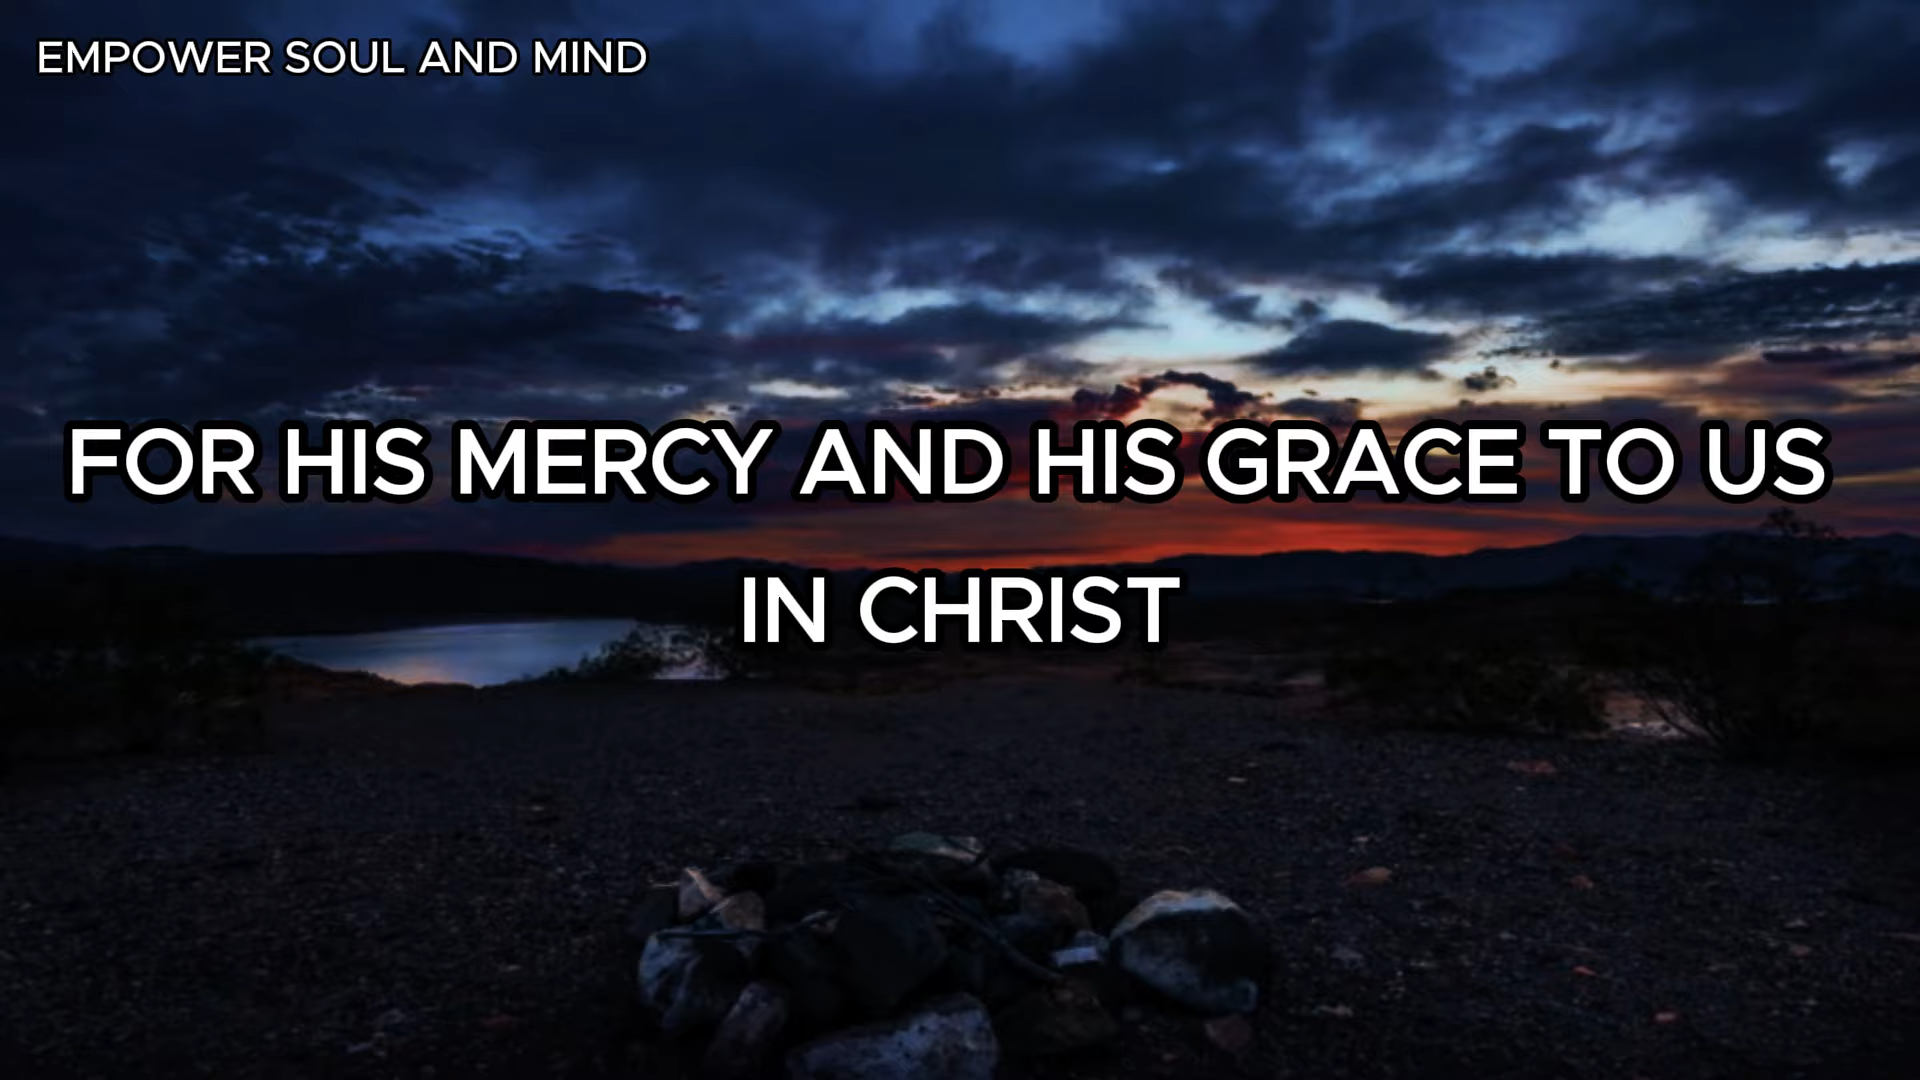 EMPOWER SOUL AND MIND
FOR HIS MERCY AND HIS GRACE TO US
IN CHRIST